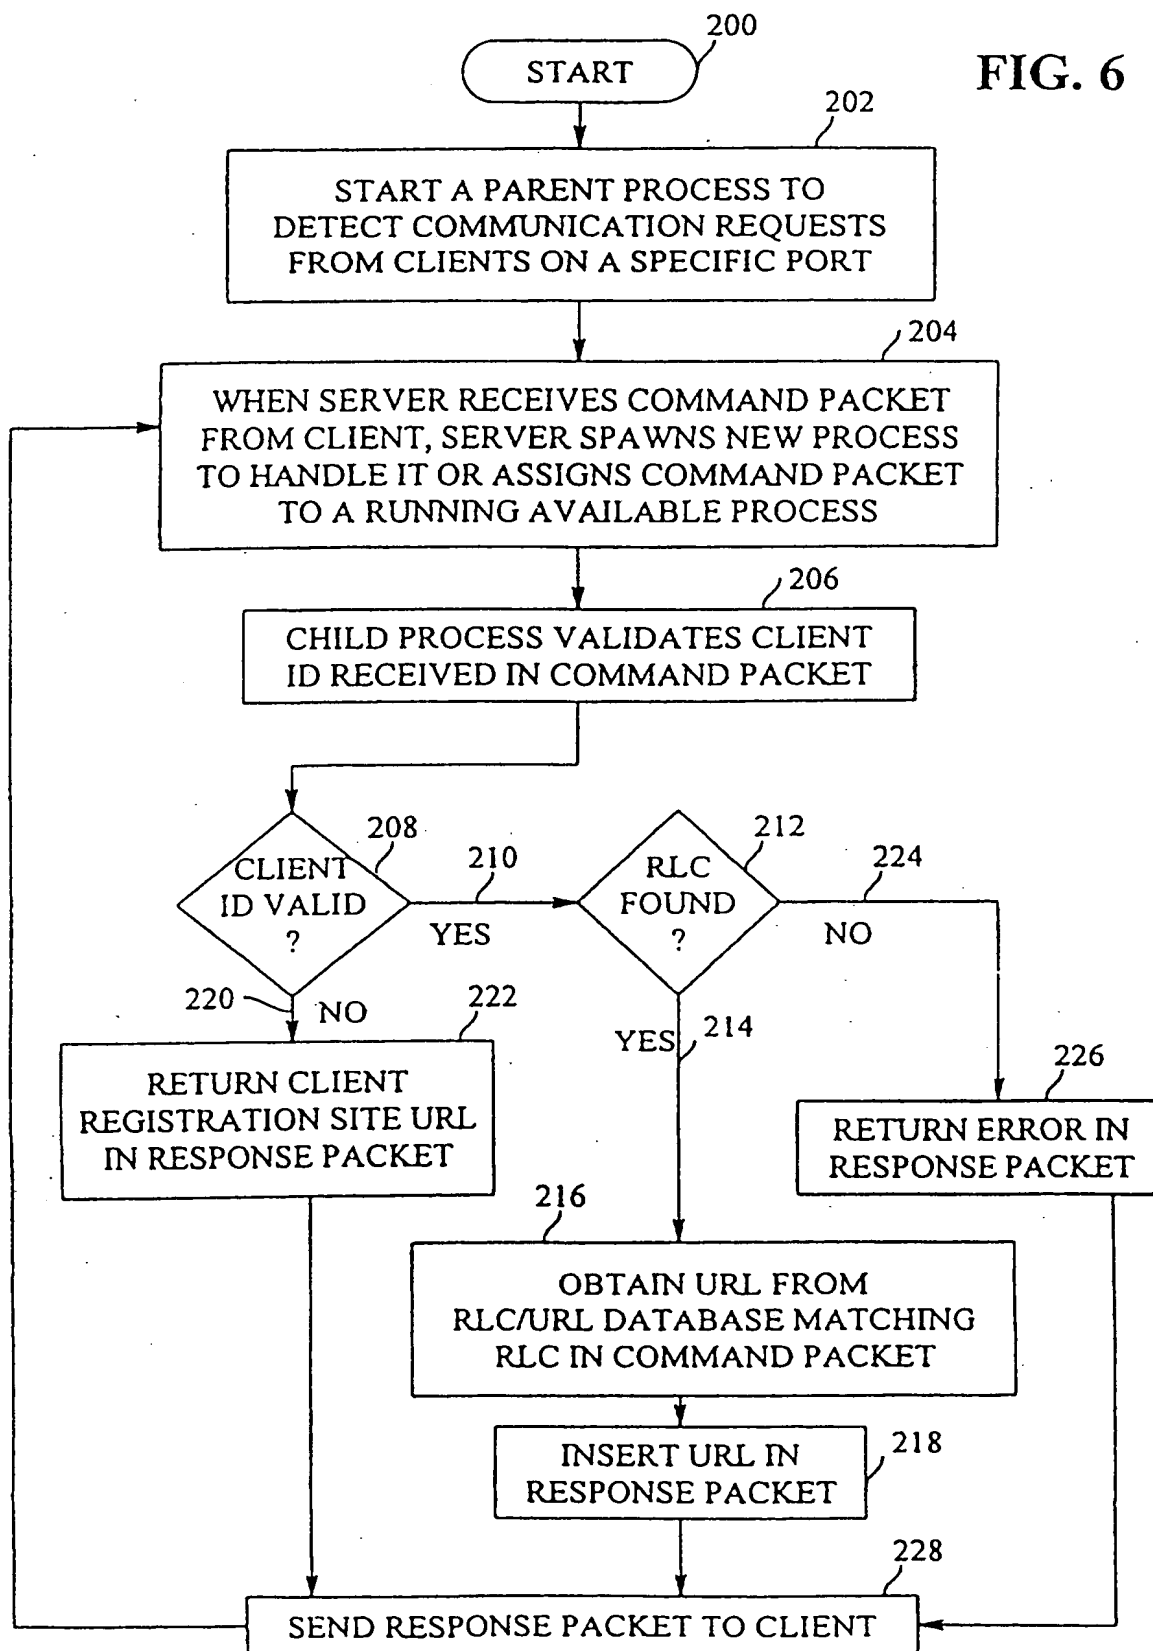 200
START
FIG. 6
202
START A PARENT PROCESS TO
DETECT COMMUNICATION REQUESTS
FROM CLIENTS ON A SPECIFIC PORT
204
WHEN SERVER RECEIVES COMMAND PACKET
FROM CLIENT, SERVER SPAWNS NEW PROCESS
TO HANDLE IT OR ASSIGNS COMMAND PACKET
TO A RUNNING AVAILABLE PROCESS
206
CHILD PROCESS VALIDATES CLIENT
ID RECEIVED IN COMMAND PACKET
208
CLIENT
ID VALID
?
210
YES
212
RLC
FOUND
?
224
NO
220
NO
222
RETURN CLIENT
REGISTRATION SITE URL
IN RESPONSE PACKET
YES
214
226
RETURN ERROR IN
RESPONSE PACKET
216
OBTAIN URL FROM
RLC/URL DATABASE MATCHING
RLC IN COMMAND PACKET
INSERT URL IN
RESPONSE PACKET
218
228
SEND RESPONSE PACKET TO CLIENT